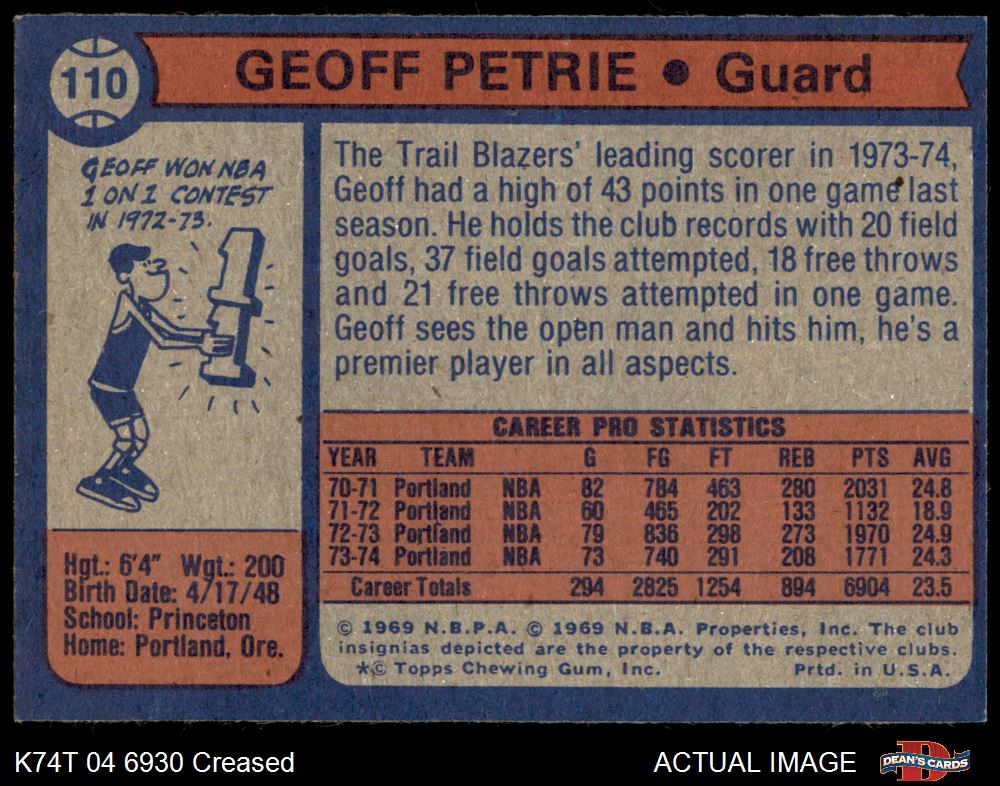 110
GEOFF PETRIE ● Guard
GEOFF WON NBA
1 ON 1 CONTEST
IN 1972-73.
The Trail Blazers' leading scorer in 1973-74,
Geoff had a high of 43 points in one game last
season. He holds the club records with 20 field
goals, 37 field goals attempted, 18 free throws
and 21 free throws attempted in one game.
Geoff sees the open man and hits him, he's a
premier player in all aspects.
Hgt.: 6'4" Wgt.: 200
Birth Date: 4/17/48
School: Princeton
Home: Portland, Ore.
CAREER PRO STATISTICS
YEAR TEAM G FG FT REB PTS AVG
70-71 Portland NBA 82 784 463 280 2031 24.8
71-72 Portland NBA 60 465 202 133 1132 18.9
72-73 Portland NBA 79 836 298 273 1970 24.9
73-74 Portland NBA 73 740 291 208 1771 24.3
Career Totals 294 2825 1254 894 6904 23.5
© 1969 N.B.P.A. © 1969 N.B.A. Properties, Inc. The club
insignias depicted are the property of the respective clubs.
*© Topps Chewing Gum, Inc. Prtd. in U.S.A.
K74T 04 6930 Creased
ACTUAL IMAGE
DEAN'S CARDS